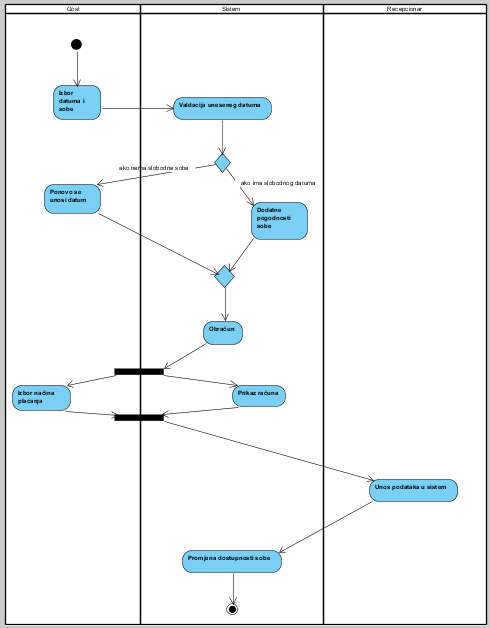 Gost
Sistem
Recepcionar
Izbor
datuma i
sobe
Valdacija unesenog datuma
ako nema slobodne sobe
ako ima slobodnog datuma
Ponovo se
unosi datum
Dodatne
pogodnosti
sobe
Obračun
Izbor načina
plaćanja
Prikaz računa
Unos podataka u sistem
Promjena dostupnosti sobe